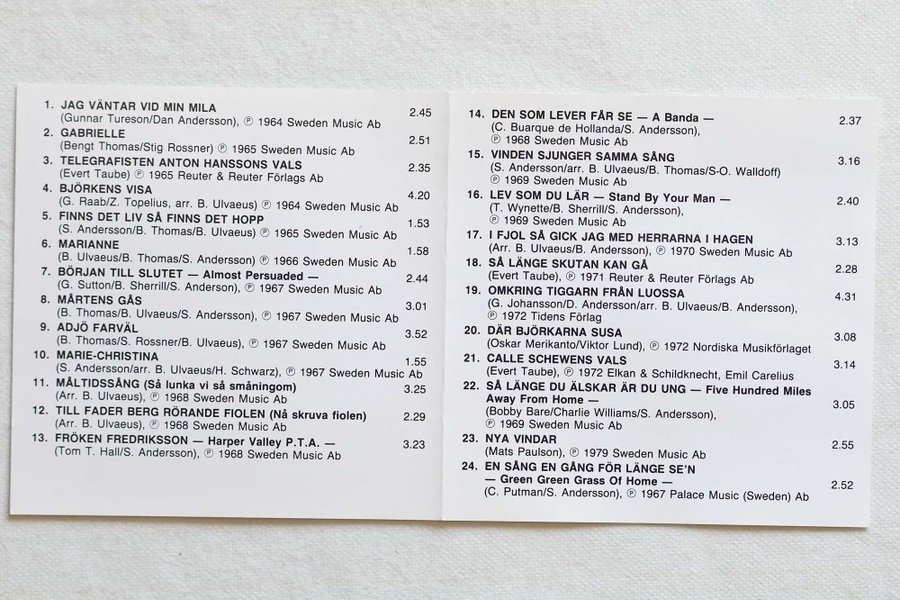 1. JAG VÄNTAR VID MIN MILA 2.45
(Gunnar Tureson/Dan Andersson), ℗ 1964 Sweden Music Ab
2. GABRIELLE 2.51
(Bengt Thomas/Stig Rossner) ℗ 1965 Sweden Music Ab
3. TELEGRAFISTEN ANTON HANSSONS VALS 2.35
(Evert Taube) ℗ 1965 Reuter & Reuter Förlags Ab
4. BJÖRKENS VISA 4.20
(G. Raab/Z. Topelius, arr. B. Ulvaeus) ℗ 1964 Sweden Music Ab
5. FINNS DET LIV SÅ FINNS DET HOPP 1.53
(S. Andersson/B. Thomas/B. Ulvaeus) ℗ 1965 Sweden Music Ab
6. MARIANNE 1.58
(B. Ulvaeus/B. Thomas/S. Andersson) ℗ 1966 Sweden Music Ab
7. BÖRJAN TILL SLUTET — Almost Persuaded — 2.44
(G. Sutton/B. Sherrill/S. Anderson), ℗ 1967 Sweden Music Ab
8. MÅRTENS GÅS 3.01
(B. Thomas/B. Ulvaeus/S. Andersson), ℗ 1967 Sweden Music Ab
9. ADJÖ FARVÄL 3.52
(B. Thomas/S. Rossner/B. Ulvaeus), ℗ 1967 Sweden Music Ab
10. MARIE-CHRISTINA 1.55
(S. Andersson/arr. B. Ulvaeus/H. Schwarz), ℗ 1967 Sweden Music Ab
11. MÅLTIDSSÅNG (Så lunka vi så småningom) 3.25
(Arr. B. Ulvaeus), ℗ 1968 Sweden Music Ab
12. TILL FADER BERG RÖRANDE FIOLEN (Nå skruva fiolen) 2.29
(Arr. B. Ulvaeus), ℗ 1968 Sweden Music Ab
13. FRÖKEN FREDRIKSSON — Harper Valley P.T.A. — 3.23
(Tom T. Hall/S. Andersson), ℗ 1968 Sweden Music Ab
14. DEN SOM LEVER FÅR SE — A Banda — 2.37
(C. Buarque de Hollanda/S. Andersson),
℗ 1968 Sweden Music Ab
15. VINDEN SJUNGER SAMMA SÅNG 3.16
(S. Andersson/arr. B. Ulvaeus/B. Thomas/S-O. Walldoff)
℗ 1969 Sweden Music Ab
16. LEV SOM DU LÄR — Stand By Your Man — 2.40
(T. Wynette/B. Sherrill/S. Andersson),
℗ 1969 Sweden Music Ab
17. I FJOL SÅ GICK JAG MED HERRARNA I HAGEN 3.13
(Arr. B. Ulvaeus/B. Andersson), ℗ 1970 Sweden Music Ab
18. SÅ LÄNGE SKUTAN KAN GÅ 2.28
(Evert Taube), ℗ 1971 Reuter & Reuter Förlags Ab
19. OMKRING TIGGARN FRÅN LUOSSA 4.31
(G. Johansson/D. Andersson/arr. B. Ulvaeus/B. Andersson),
℗ 1972 Tidens Förlag
20. DÄR BJÖRKARNA SUSA 3.08
(Oskar Merikanto/Viktor Lund), ℗ 1972 Nordiska Musikförlaget
21. CALLE SCHEWENS VALS 3.14
(Evert Taube), ℗ 1972 Elkan & Schildknecht, Emil Carelius
22. SÅ LÄNGE DU ÄLSKAR ÄR DU UNG — Five Hundred Miles
Away From Home — 3.05
(Bobby Bare/Charlie Williams/S. Andersson),
℗ 1969 Sweden Music Ab
23. NYA VINDAR 2.55
(Mats Paulson), ℗ 1979 Sweden Music Ab
24. EN SÅNG EN GÅNG FÖR LÄNGE SE'N
— Green Green Grass Of Home — 2.52
(C. Putman/S. Andersson), ℗ 1967 Palace Music (Sweden) Ab